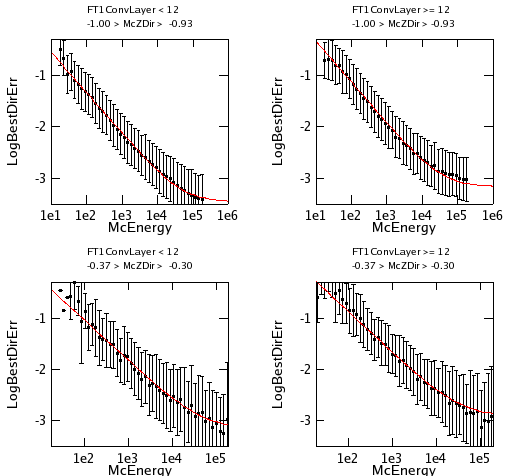 FT1ConvLayer < 12
-1.00 > McZDir > -0.93
LogBestDirErr
-1
-2
-3
1e1 1e2 1e3 1e4 1e5 1e6
McEnergy
FT1ConvLayer >= 12
-1.00 > McZDir > -0.93
LogBestDirErr
-1
-2
-3
1e1 1e2 1e3 1e4 1e5 1e6
McEnergy
FT1ConvLayer < 12
-0.37 > McZDir > -0.30
LogBestDirErr
-1
-2
-3
1e2 1e3 1e4 1e5
McEnergy
FT1ConvLayer >= 12
-0.37 > McZDir > -0.30
LogBestDirErr
-1
-2
-3
1e2 1e3 1e4 1e5
McEnergy